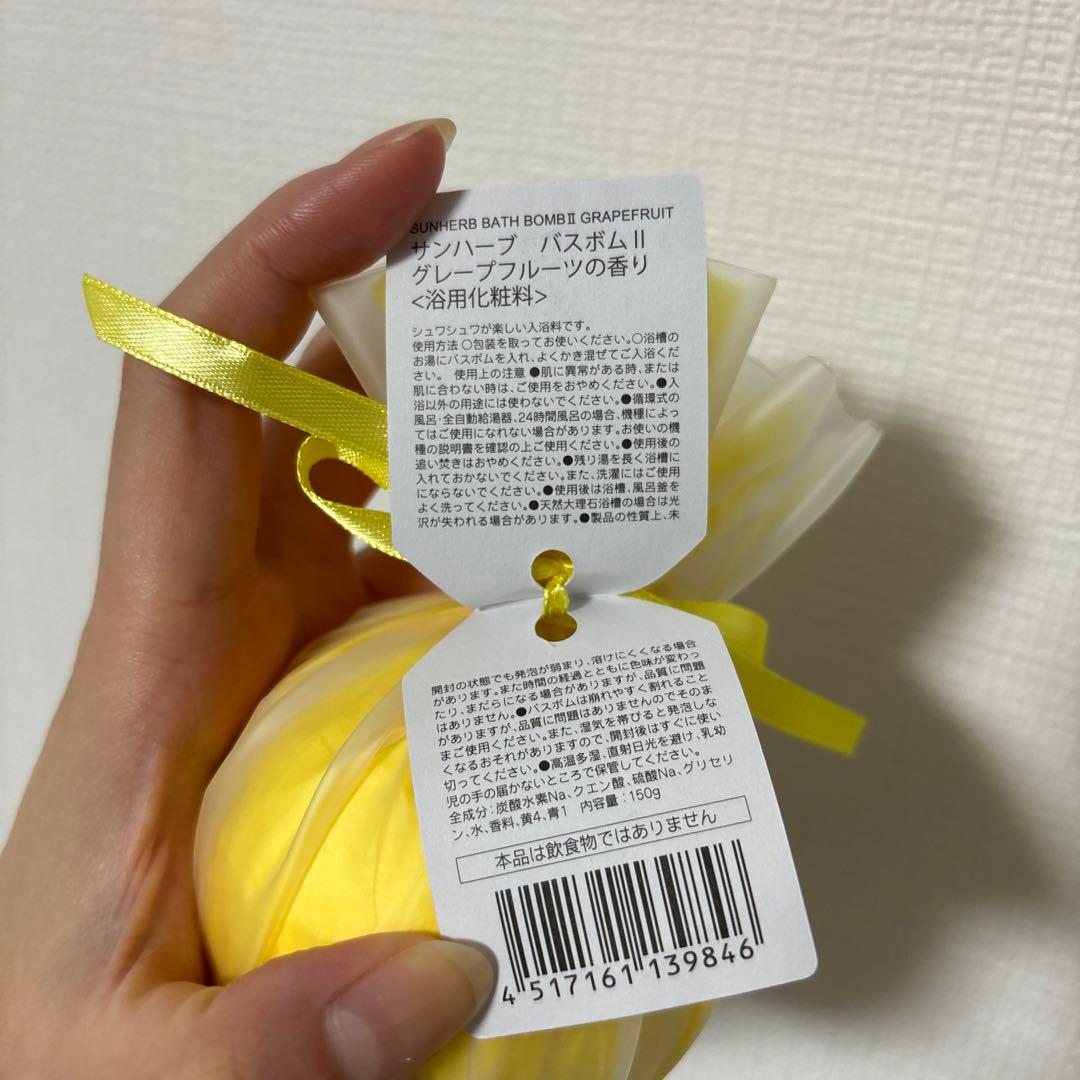 SUNHERB BATH BOMBⅡ GRAPEFRUIT
サンハーブ バスボムⅡ
グレープフルーツの香り
<浴用化粧料>
シュワシュワが楽しい入浴料です。
使用方法 ○包装を取ってお使いください。○浴槽の
お湯にバスボムを入れ、よくかき混ぜてご入浴くだ
さい。 使用上の注意 ●肌に異常がある時、または
肌に合わない時は、ご使用をおやめください。●入
浴以外の用途には使わないでください。●循環式の
風呂・全自動給湯器、24時間風呂の場合、機種によっ
てはご使用になれない場合があります。お使いの機
種の説明書を確認の上ご使用ください。●使用後の
追い焚きはおやめください。●残り湯を長く浴槽に
入れておかないでください。また、洗濯にはご使用
にならないでください。●使用後は浴槽、風呂釜を
よく洗ってください。●天然大理石浴槽の場合は光
沢が失われる場合があります。●製品の性質上、未
開封の状態でも発泡が弱まり、溶けにくくなる場合
があります。また時間の経過とともに色味が変わっ
たり、まだらになる場合がありますが、品質に問題
はありません。●バスボムは崩れやすく割れること
がありますが、品質に問題はありませんのでそのま
まご使用ください。また、湿気を帯びると発泡しな
くなるおそれがありますので、開封後はすぐに使い
切ってください。●高温多湿、直射日光を避け、乳幼
児の手の届かないところで保管してください。
全成分:炭酸水素Na、クエン酸、硫酸Na、グリセリ
ン、水、香料、黄4、青1 内容量:150g
本品は飲食物ではありません
4517161139846